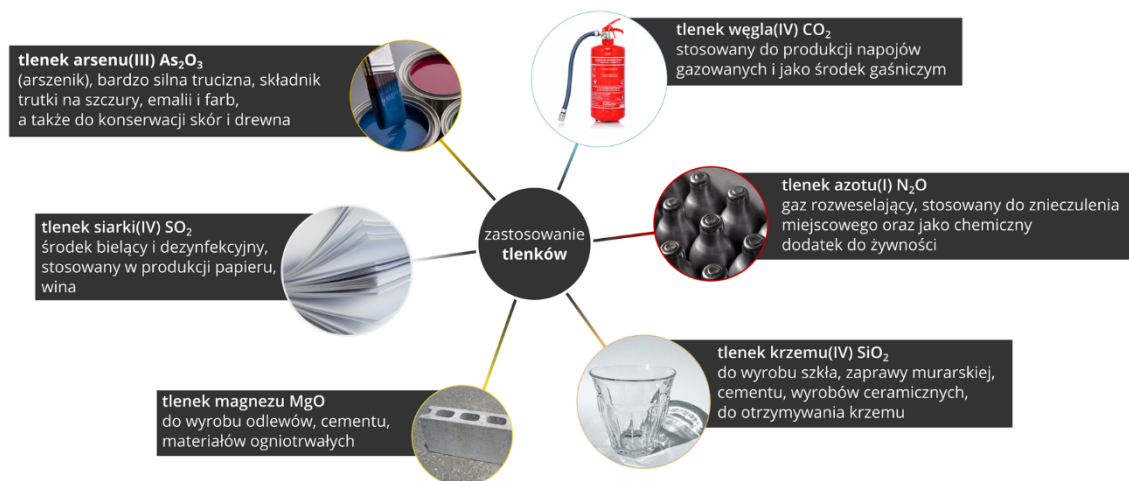 tlenek arsenu(III) As₂O₃
(arszenik), bardzo silna trucizna, składnik
trutki na szczury, emalii i farb,
a także do konserwacji skór i drewna
tlenek węgla(IV) CO₂
stosowany do produkcji napojów
gazowanych i jako środek gaśniczym
tlenek siarki(IV) SO₂
środek bielący i dezynfekcyjny,
stosowany w produkcji papieru,
wina
zastosowanie
tlenków
tlenek azotu(I) N₂O
gaz rozweselający, stosowany do znieczulenia
miejscowego oraz jako chemiczny
dodatek do żywności
tlenek magnezu MgO
do wyrobu odlewów, cementu,
materiałów ogniotrwałych
tlenek krzemu(IV) SiO₂
do wyrobu szkła, zaprawy murarskiej,
cementu, wyrobów ceramicznych,
do otrzymywania krzemu